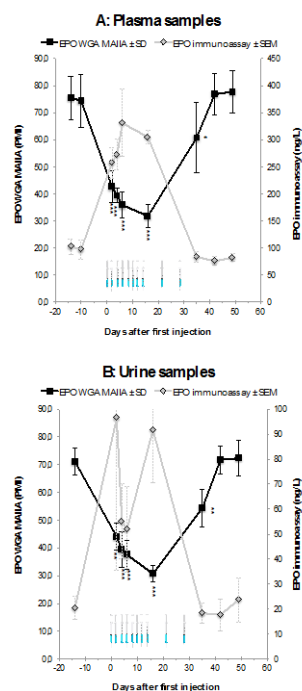 A: Plasma samples
EPO WGA MAIIA ±SD EPO immunoassay ±SEM
90,0 450
80,0 400
70,0 350
60,0 300
50,0 250
40,0 200
30,0 150
20,0 100
10,0 50
0,0 0
EPO WGA MAIIA (PMI)
EPO immunoassay (ng/L)
-20 -10 0 10 20 30 40 50 60
Days after first injection
B: Urine samples
EPO WGA MAIIA ±SD EPO immunoassay ±SEM
90,0 100
80,0 90
70,0 80
60,0 70
50,0 60
40,0 50
30,0 40
20,0 30
10,0 20
0,0 10
0
EPO WGA MAIIA (PMI)
EPO immunoassay (ng/L)
-20 -10 0 10 20 30 40 50 60
Days after first injection